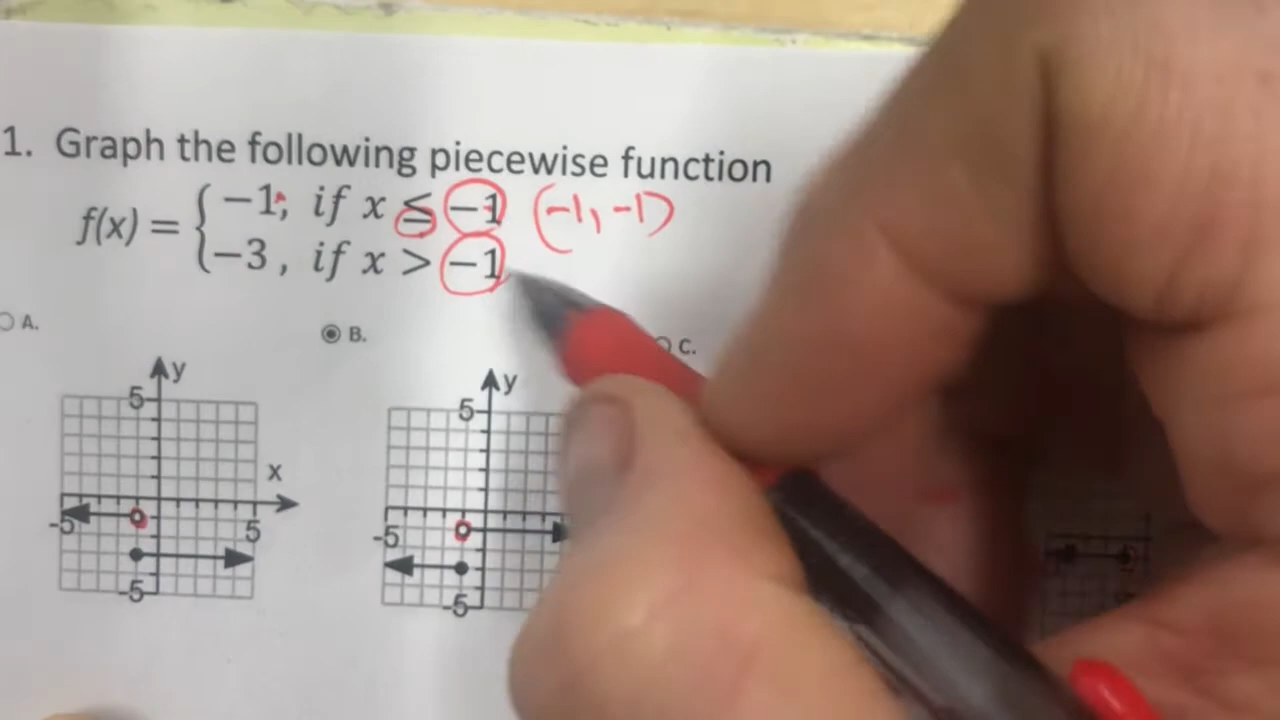 1. Graph the following piecewise function
f(x) = { −1, if x ≤ −1 (-1, -1)
−3, if x > −1
A. B. C.
y y
5 5
x
-5 5 -5
-5 -5